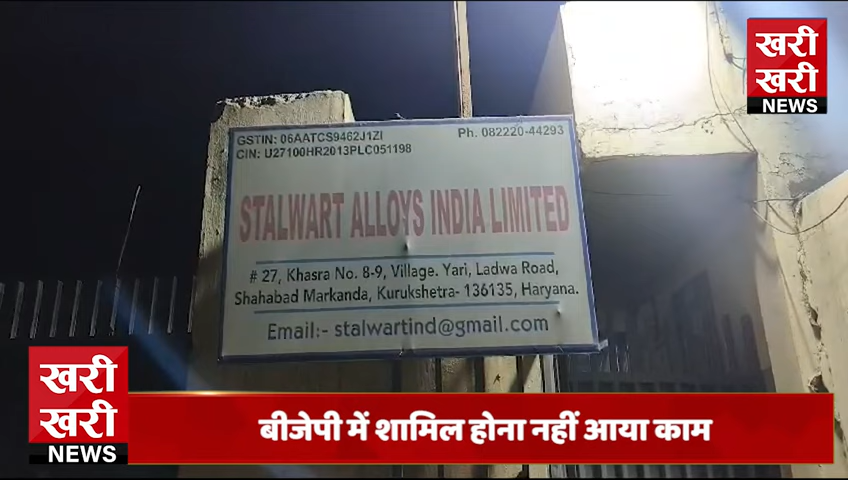 खरी
खरी
NEWS
GSTIN: 06AATCS9462J1ZI
Ph. 082220-44293
CIN: U27100HR2013PLC051198
STALWART ALLOYS INDIA LIMITED
# 27, Khasra No. 8-9, Village. Yari, Ladwa Road,
Shahabad Markanda, Kurukshetra- 136135, Haryana.
Email:- stalwartind@gmail.com
खरी
खरी
NEWS
बीजेपी में शामिल होना नहीं आया काम